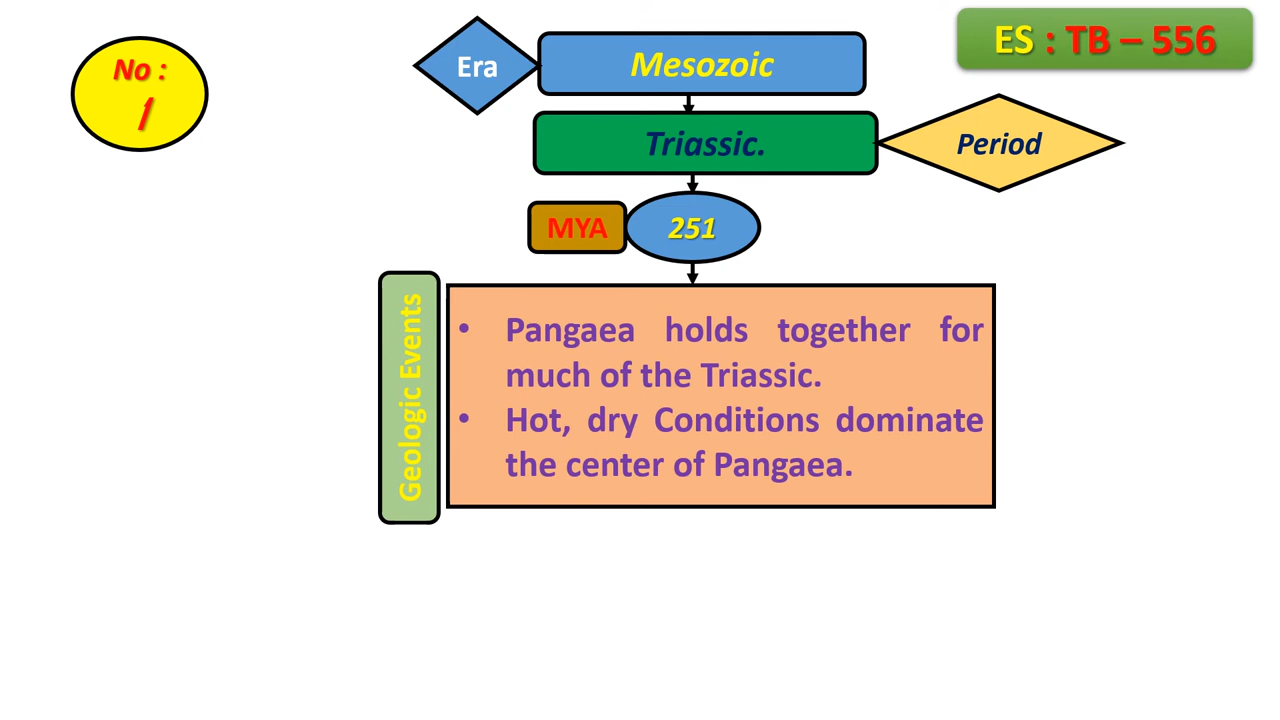 ES : TB – 556
No :
1
Era
Mesozoic
Triassic.
Period
MYA
251
Geologic Events
• Pangaea holds together for
much of the Triassic.
• Hot, dry Conditions dominate
the center of Pangaea.